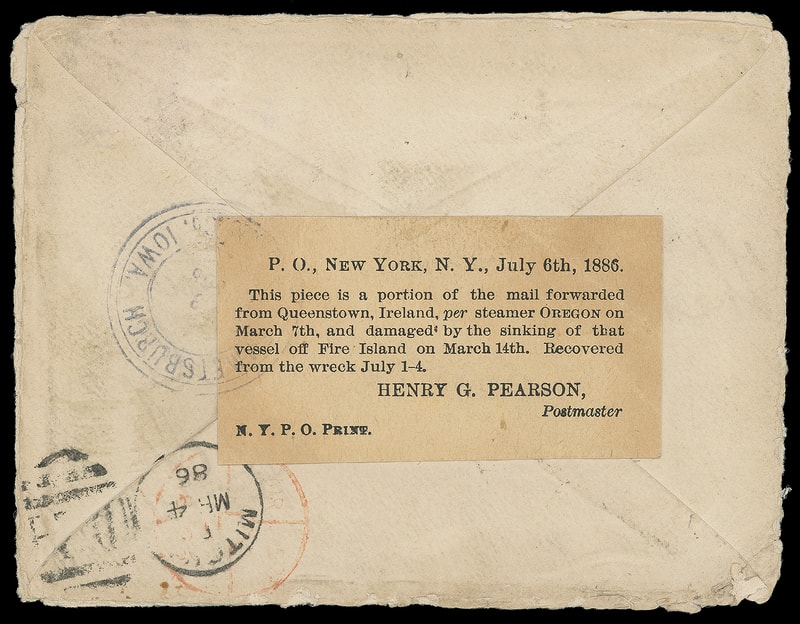 P. O., NEW YORK, N. Y., July 6th, 1886.
This piece is a portion of the mail forwarded
from Queenstown, Ireland, per steamer OREGON on
March 7th, and damaged by the sinking of that
vessel off Fire Island on March 14th. Recovered
from the wreck July 1-4.
HENRY G. PEARSON,
Postmaster
N. Y. P. O. PRINT.
IOWA.
MR 4
86